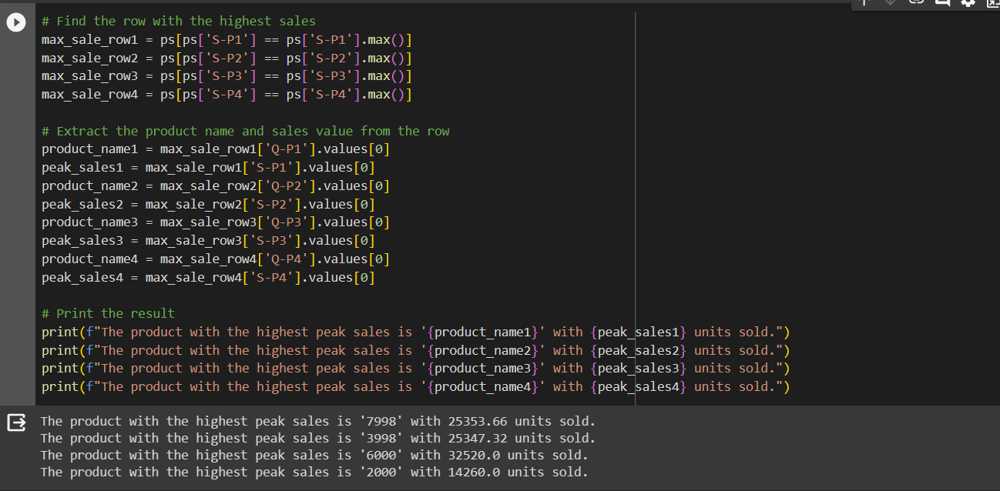 # Find the row with the highest sales
max_sale_row1 = ps[ps['S-P1'] == ps['S-P1'].max()]
max_sale_row2 = ps[ps['S-P2'] == ps['S-P2'].max()]
max_sale_row3 = ps[ps['S-P3'] == ps['S-P3'].max()]
max_sale_row4 = ps[ps['S-P4'] == ps['S-P4'].max()]
# Extract the product name and sales value from the row
product_name1 = max_sale_row1['Q-P1'].values[0]
peak_sales1 = max_sale_row1['S-P1'].values[0]
product_name2 = max_sale_row2['Q-P2'].values[0]
peak_sales2 = max_sale_row2['S-P2'].values[0]
product_name3 = max_sale_row3['Q-P3'].values[0]
peak_sales3 = max_sale_row3['S-P3'].values[0]
product_name4 = max_sale_row4['Q-P4'].values[0]
peak_sales4 = max_sale_row4['S-P4'].values[0]
# Print the result
print(f"The product with the highest peak sales is '{product_name1}' with {peak_sales1} units sold.")
print(f"The product with the highest peak sales is '{product_name2}' with {peak_sales2} units sold.")
print(f"The product with the highest peak sales is '{product_name3}' with {peak_sales3} units sold.")
print(f"The product with the highest peak sales is '{product_name4}' with {peak_sales4} units sold.")
The product with the highest peak sales is '7998' with 25353.66 units sold.
The product with the highest peak sales is '3998' with 25347.32 units sold.
The product with the highest peak sales is '6000' with 32520.0 units sold.
The product with the highest peak sales is '2000' with 14260.0 units sold.